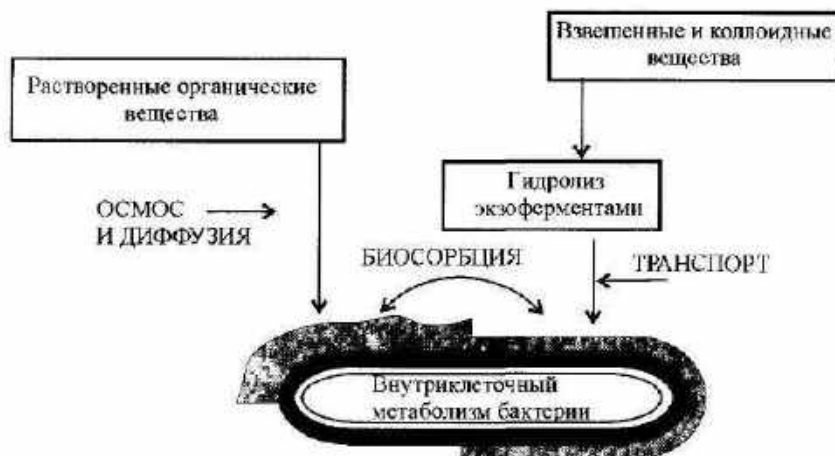 Взвешенные и коллоидные
вещества
Растворенные органические
вещества
Гидролиз
экзоферментами
ОСМОС
И ДИФФУЗИЯ
БИОСОРБЦИЯ
ТРАНСПОРТ
Внутриклеточный
метаболизм бактерии